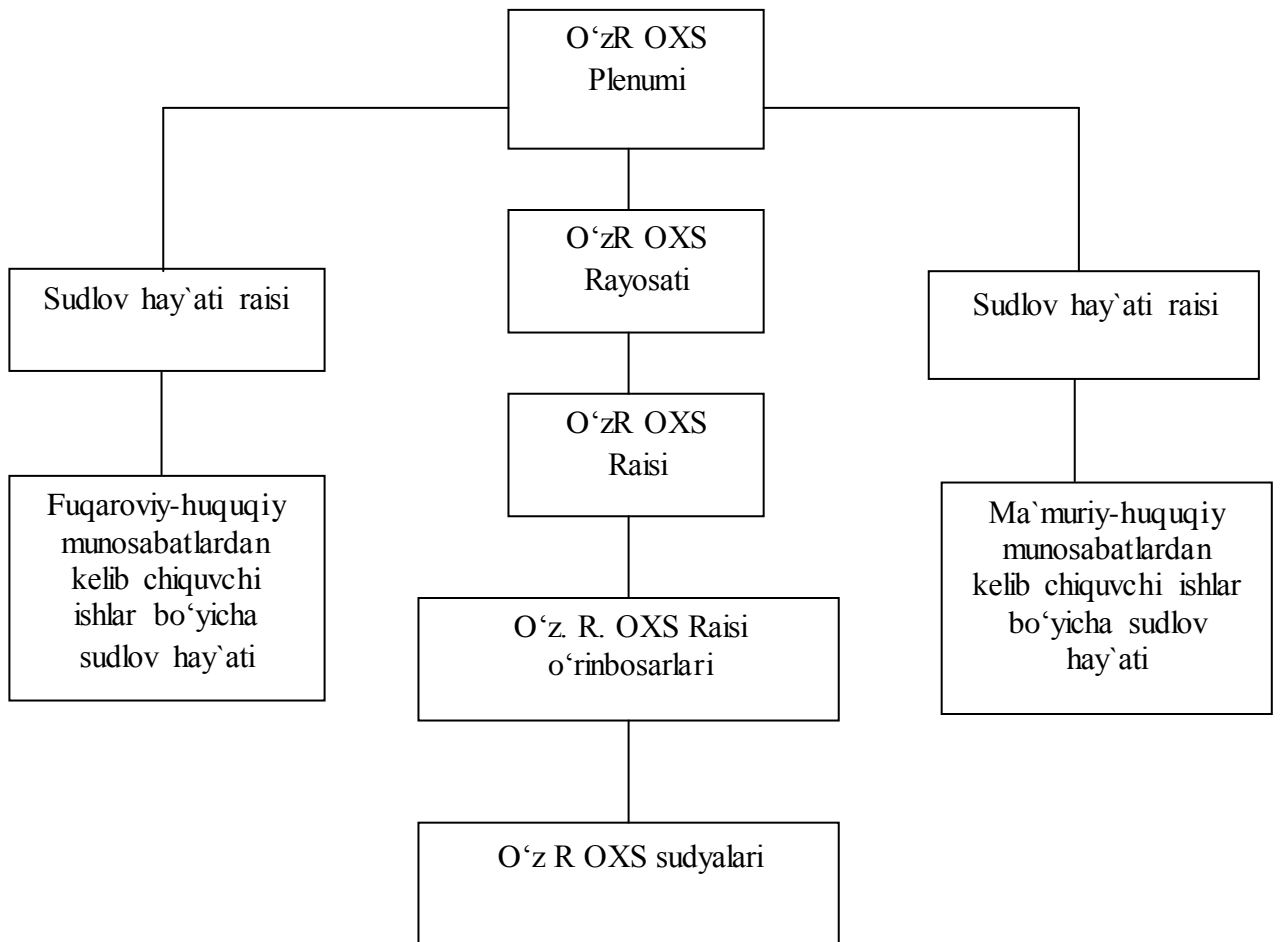 O‘zR OXS
Plenumi
O‘zR OXS
Rayosati
Sudlov hay`ati raisi
Sudlov hay`ati raisi
O‘zR OXS
Raisi
Fuqaroviy-huquqiy
munosabatlardan
kelib chiquvchi
ishlar bo‘yicha
sudlov hay`ati
Ma`muriy-huquqiy
munosabatlardan
kelib chiquvchi ishlar
bo‘yicha sudlov
hay`ati
O‘z. R. OXS Raisi
o‘rinbosarlari
O‘z R OXS sudyalari